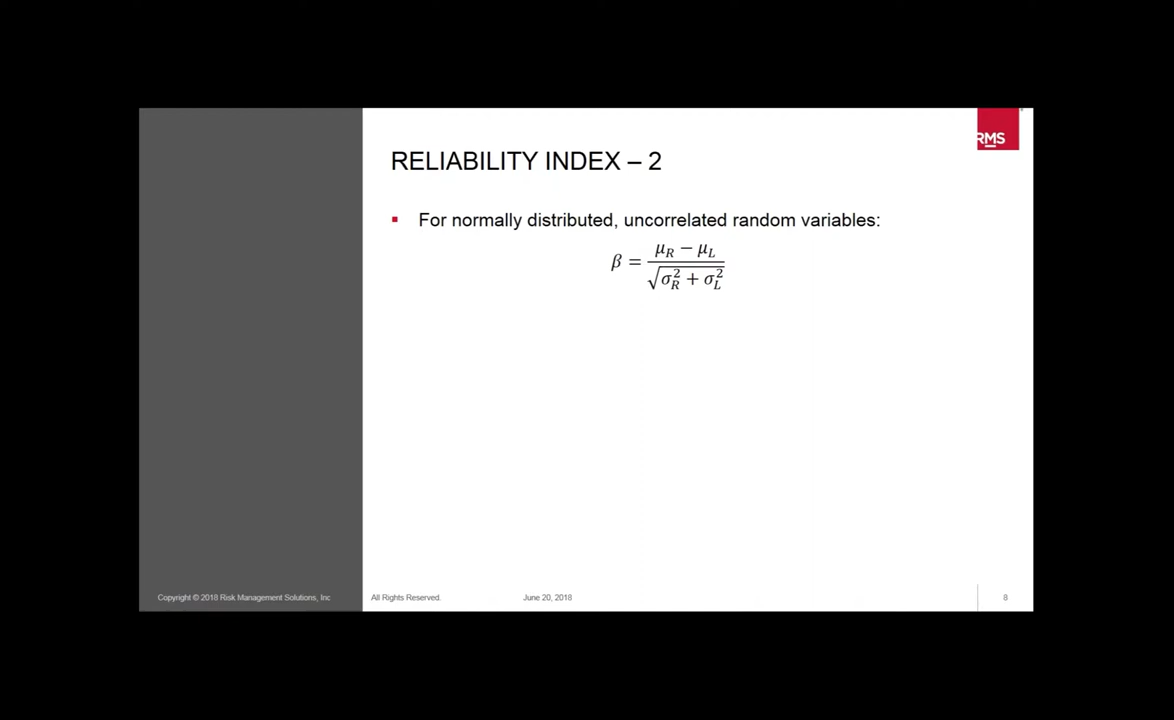 RMS
RELIABILITY INDEX – 2
▪ For normally distributed, uncorrelated random variables:
β = (μ_R − μ_L) / √(σ_R² + σ_L²)
Copyright © 2018 Risk Management Solutions, Inc All Rights Reserved. June 20, 2018 8